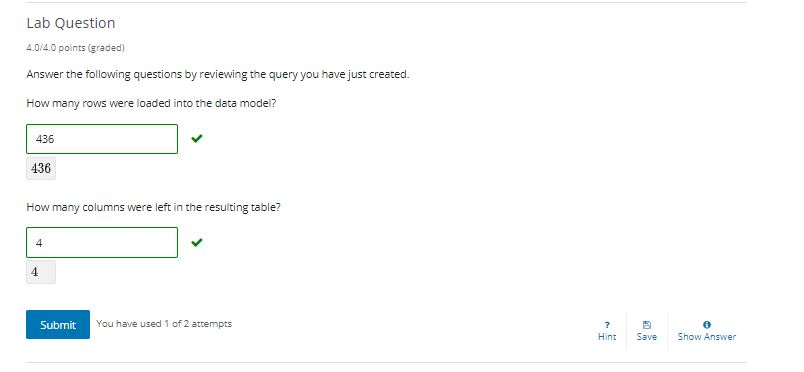 Lab Question
4.0/4.0 points (graded)
Answer the following questions by reviewing the query you have just created.
How many rows were loaded into the data model?
436
436
How many columns were left in the resulting table?
4
4
Submit You have used 1 of 2 attempts
? Hint Save Show Answer